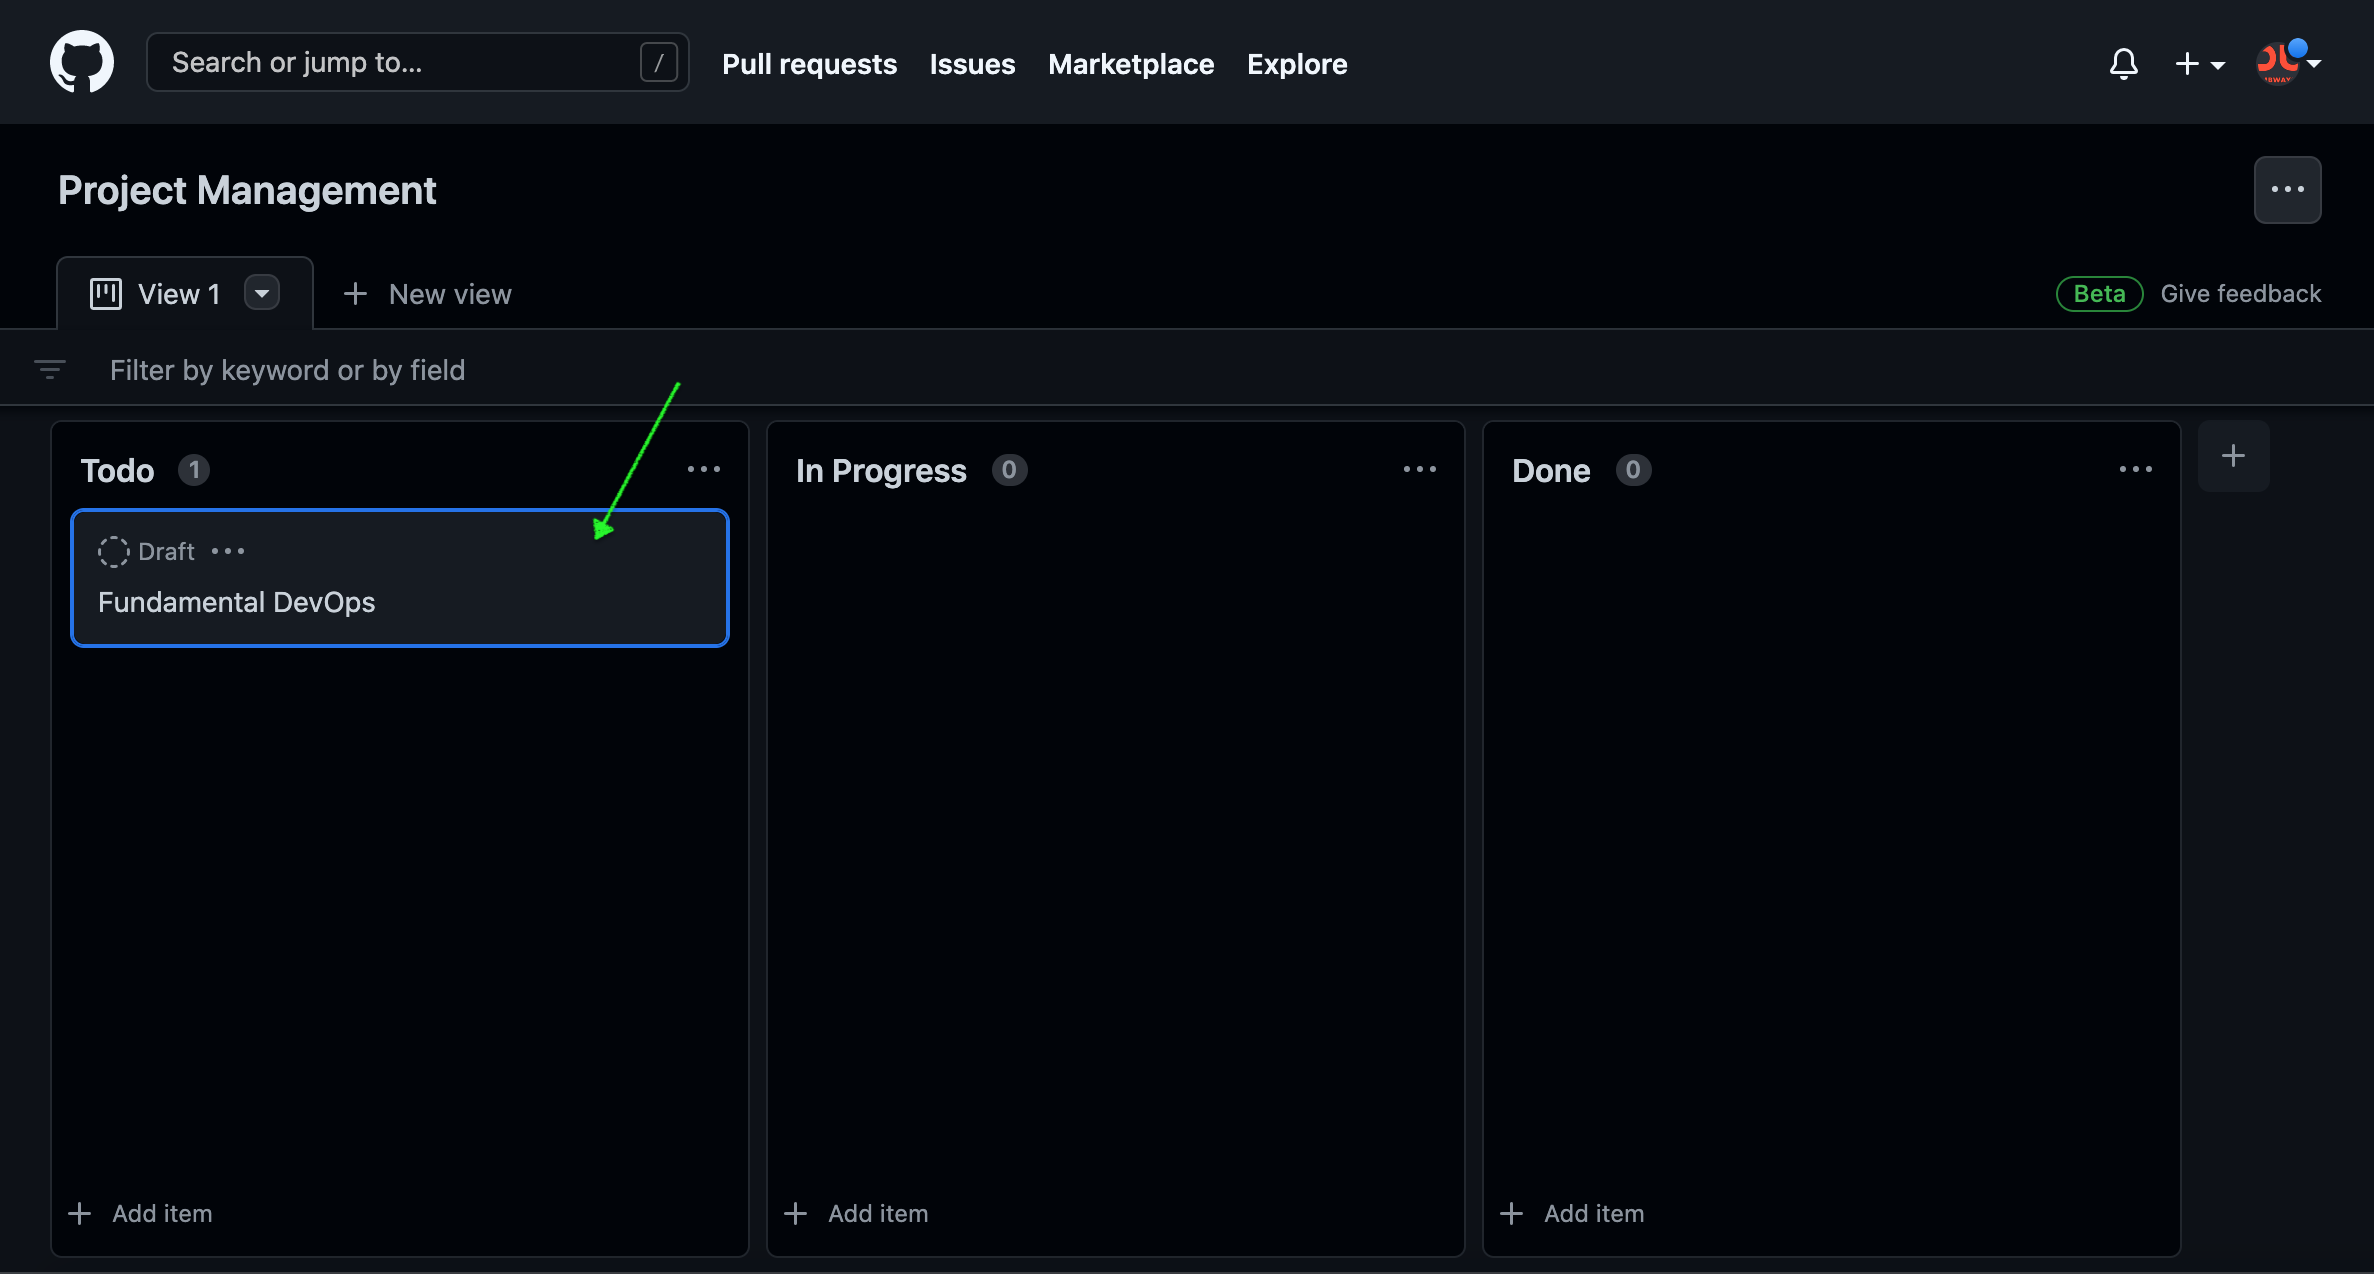 Search or jump to... /
Pull requests Issues Marketplace Explore
Project Management
View 1
New view
Beta Give feedback
Filter by keyword or by field
Todo 1
Draft
Fundamental DevOps
Add item
In Progress 0
Add item
Done 0
Add item